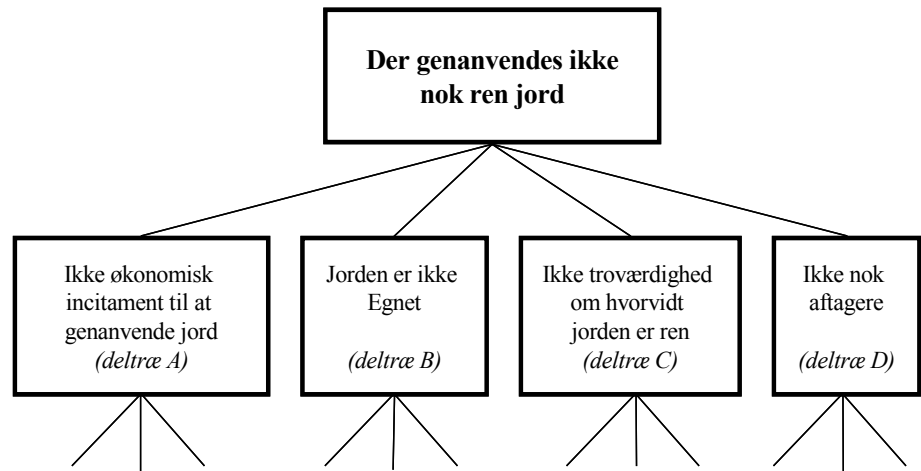 Der genanvendes ikke
nok ren jord
Ikke økonomisk
incitament til at
genanvende jord
(deltræ A)
Jorden er ikke
Egnet
(deltræ B)
Ikke troværdighed
om hvorvidt
jorden er ren
(deltræ C)
Ikke nok
aftagere
(deltræ D)